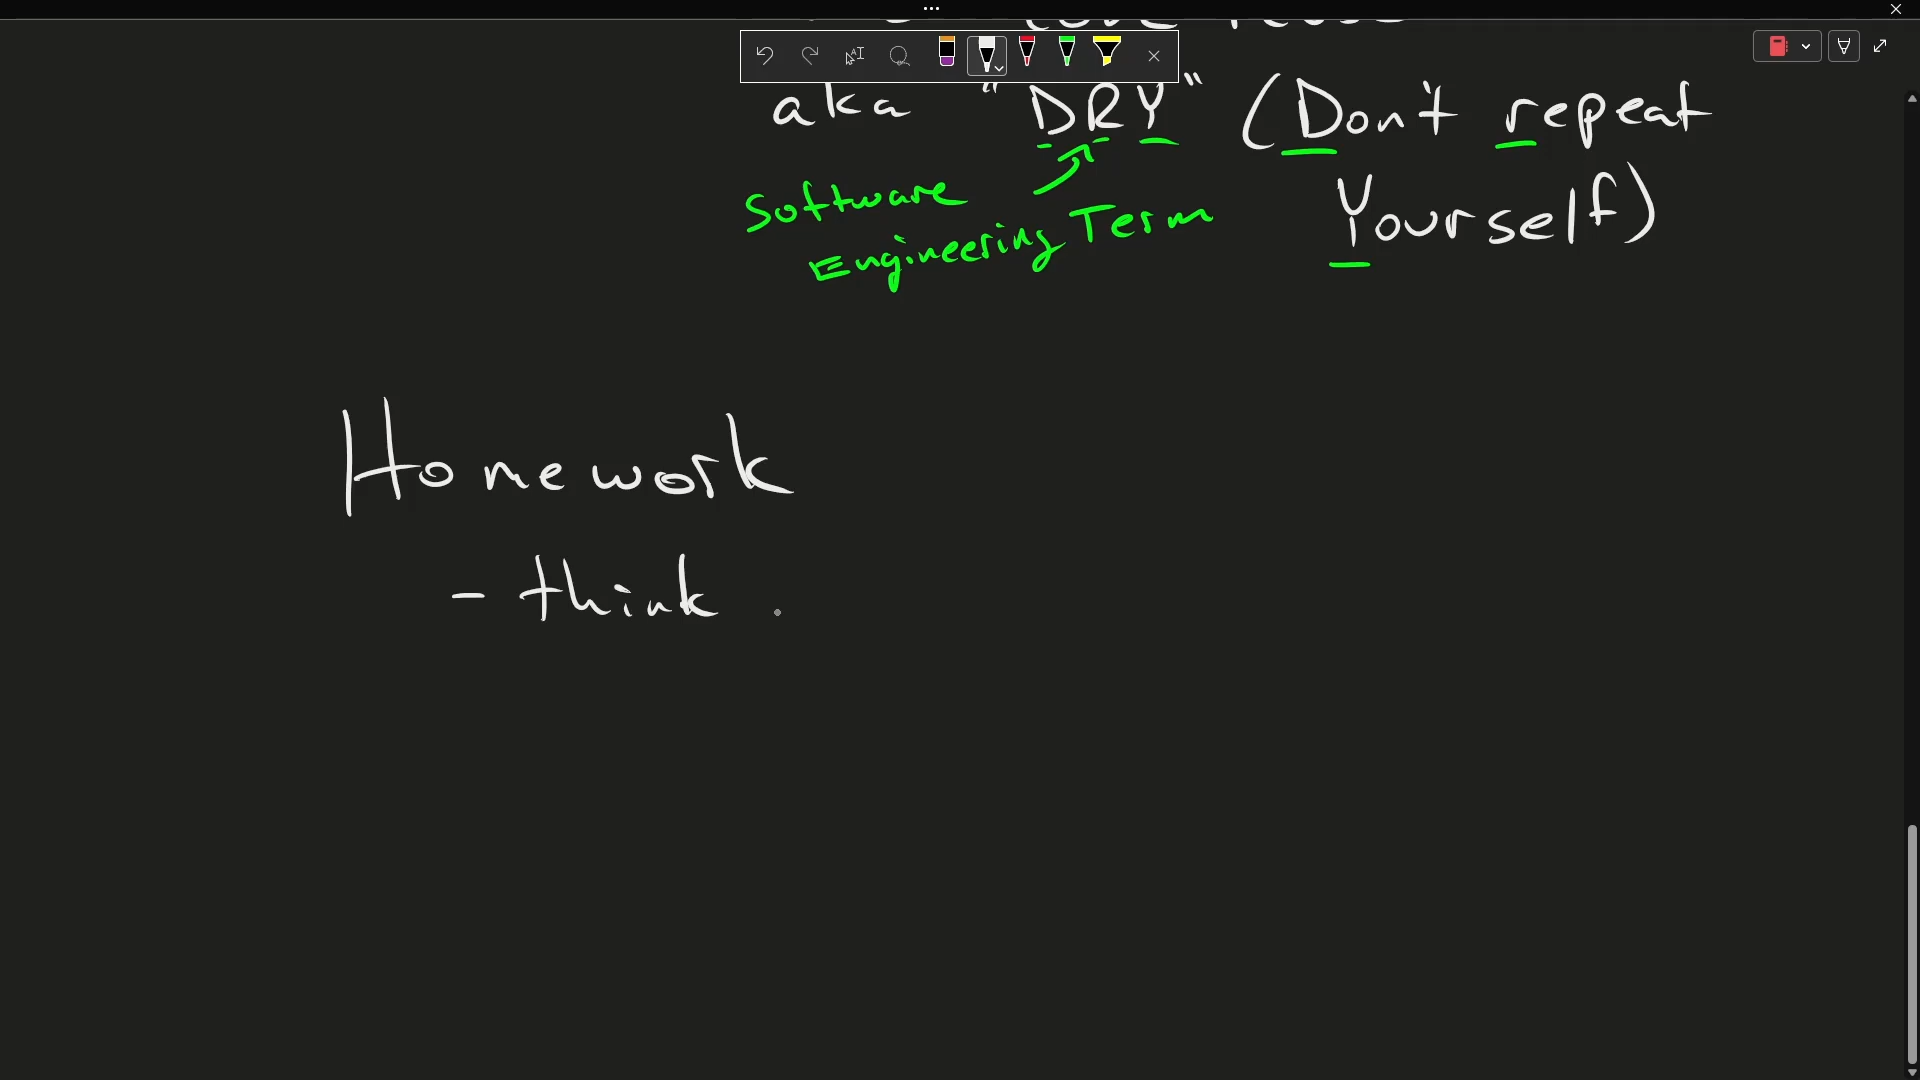 aka "DRY" (Don't repeat
Yourself)
Software
Engineering Term
Homework
- think